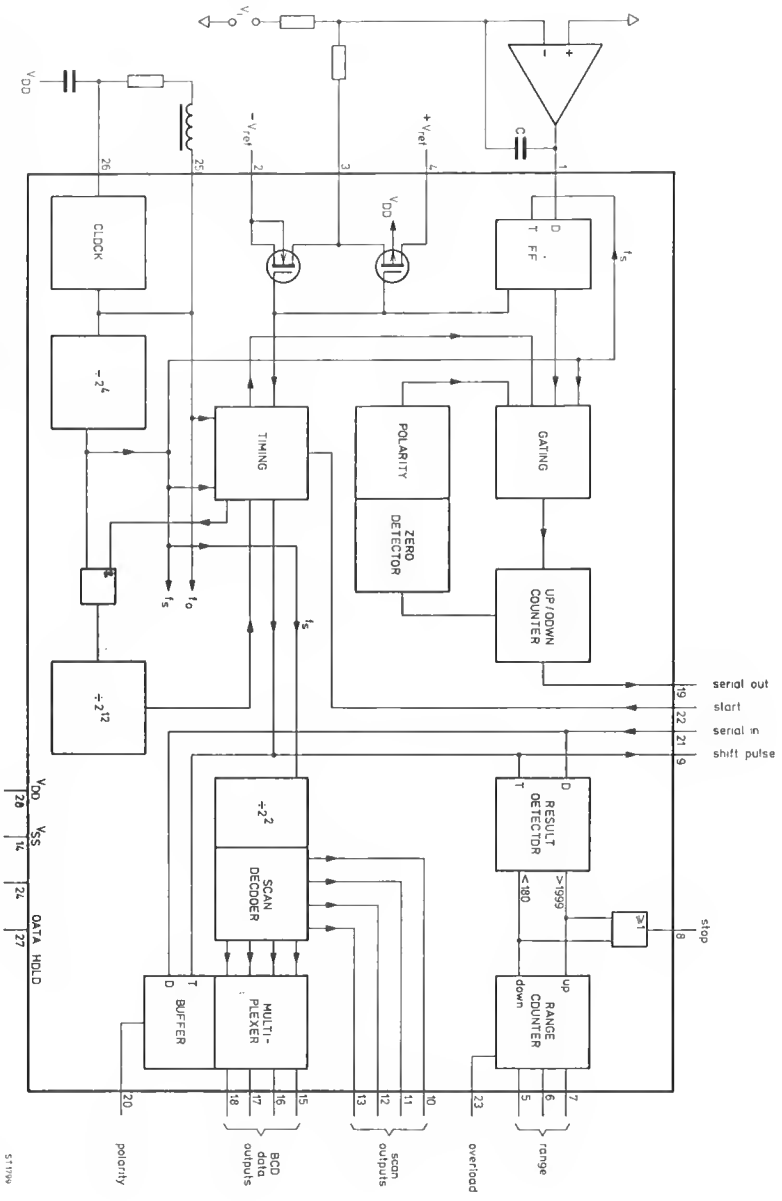 V_I
V_DD
C
-V_ref
+V_ref
26
25
2
3
4
1
CLOCK
V_DD
D
T
FF
f_s
÷2^4
TIMING
POLARITY
ZERO
DETECTOR
GATING
UP/DOWN
COUNTER
f_s
f_o
f_s
÷2^12
19
serial out
22
start
21
serial in
9
shift pulse
V_DD
28
V_SS
14
24
DATA HOLD
27
÷2^2
SCAN
DECODER
D
T
RESULT
DETECTOR
<180
>1999
≥1
8
stop
D
T
BUFFER
MULTI-
PLEXER
up
down
RANGE
COUNTER
20
polarity
18
17
16
15
BCD
data
outputs
13
12
11
10
scan
outputs
23
overload
5
6
7
range